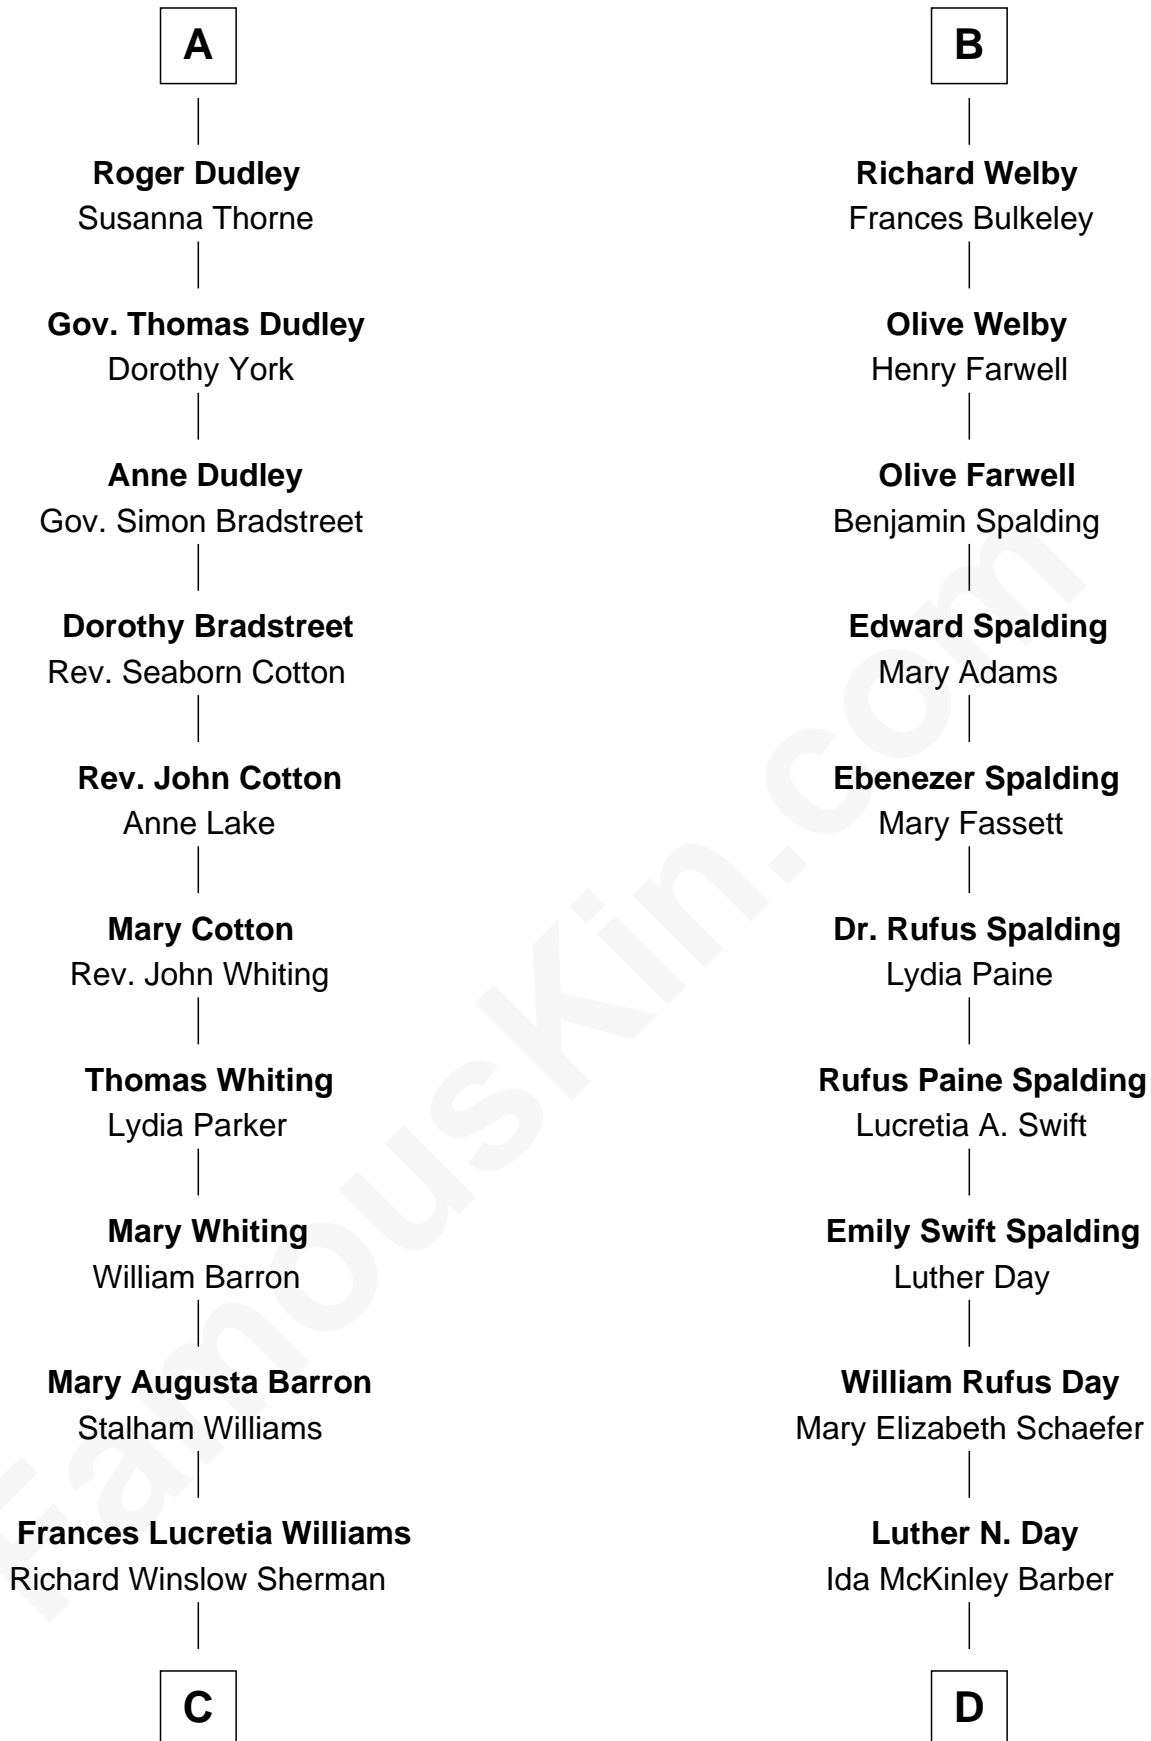 A
Roger Dudley
Susanna Thorne
Gov. Thomas Dudley
Dorothy York
Anne Dudley
Gov. Simon Bradstreet
Dorothy Bradstreet
Rev. Seaborn Cotton
Rev. John Cotton
Anne Lake
Mary Cotton
Rev. John Whiting
Thomas Whiting
Lydia Parker
Mary Whiting
William Barron
Mary Augusta Barron
Stalham Williams
Frances Lucretia Williams
Richard Winslow Sherman
C
B
Richard Welby
Frances Bulkeley
Olive Welby
Henry Farwell
Olive Farwell
Benjamin Spalding
Edward Spalding
Mary Adams
Ebenezer Spalding
Mary Fassett
Dr. Rufus Spalding
Lydia Paine
Rufus Paine Spalding
Lucretia A. Swift
Emily Swift Spalding
Luther Day
William Rufus Day
Mary Elizabeth Schaefer
Luther N. Day
Ida McKinley Barber
D
FamousKin.com